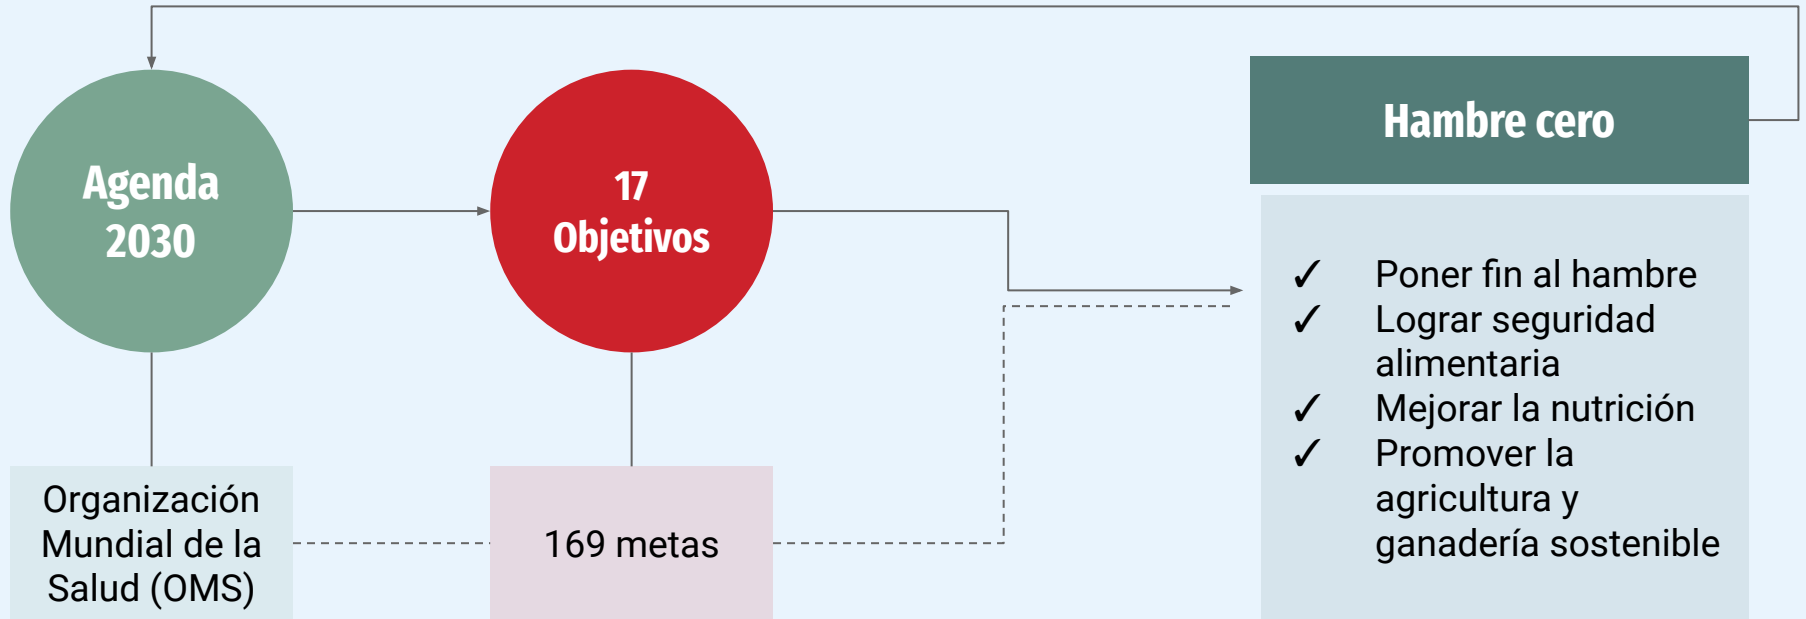 Agenda
2030
17
Objetivos
Hambre cero
✓ Poner fin al hambre
✓ Lograr seguridad
alimentaria
✓ Mejorar la nutrición
✓ Promover la
agricultura y
ganadería sostenible
Organización
Mundial de la
Salud (OMS)
169 metas